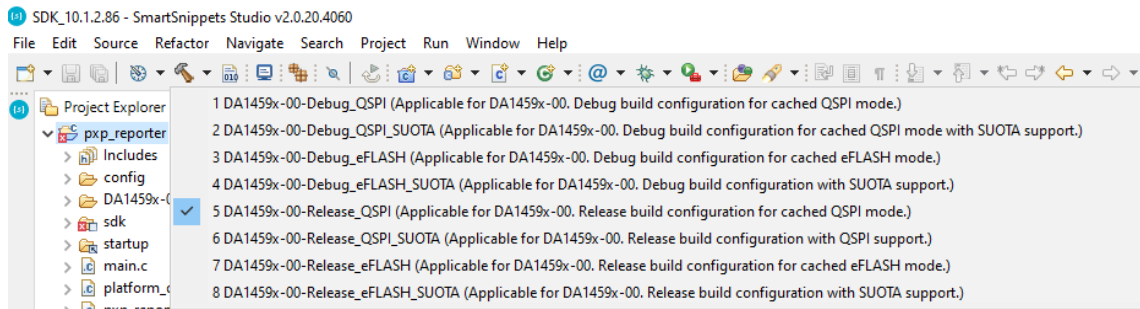 SDK_10.1.2.86 - SmartSnippets Studio v2.0.20.4060
File Edit Source Refactor Navigate Search Project Run Window Help
Project Explorer
pxp_reporter
Includes
config
DA1459x-0
sdk
startup
main.c
platform_d
1 DA1459x-00-Debug_QSPI (Applicable for DA1459x-00. Debug build configuration for cached QSPI mode.)
2 DA1459x-00-Debug_QSPI_SUOTA (Applicable for DA1459x-00. Debug build configuration for cached QSPI mode with SUOTA support.)
3 DA1459x-00-Debug_eFLASH (Applicable for DA1459x-00. Debug build configuration for cached eFLASH mode.)
4 DA1459x-00-Debug_eFLASH_SUOTA (Applicable for DA1459x-00. Debug build configuration with SUOTA support.)
5 DA1459x-00-Release_QSPI (Applicable for DA1459x-00. Release build configuration for cached QSPI mode.)
6 DA1459x-00-Release_QSPI_SUOTA (Applicable for DA1459x-00. Release build configuration with QSPI support.)
7 DA1459x-00-Release_eFLASH (Applicable for DA1459x-00. Release build configuration for cached eFLASH mode.)
8 DA1459x-00-Release_eFLASH_SUOTA (Applicable for DA1459x-00. Release build configuration with SUOTA support.)